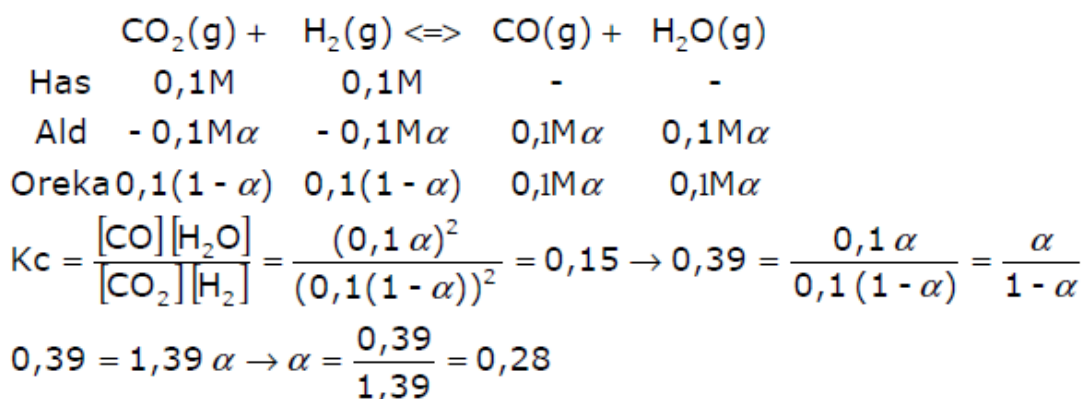 CO₂(g) + H₂(g) <=> CO(g) + H₂O(g)
Has 0,1M 0,1M - -
Ald - 0,1Mα - 0,1Mα 0,1Mα 0,1Mα
Oreka 0,1(1 - α) 0,1(1 - α) 0,1Mα 0,1Mα
Kc = [CO][H₂O] / [CO₂][H₂] = (0,1 α)² / (0,1(1 - α))² = 0,15 → 0,39 = 0,1 α / 0,1 (1 - α) = α / 1 - α
0,39 = 1,39 α → α = 0,39 / 1,39 = 0,28